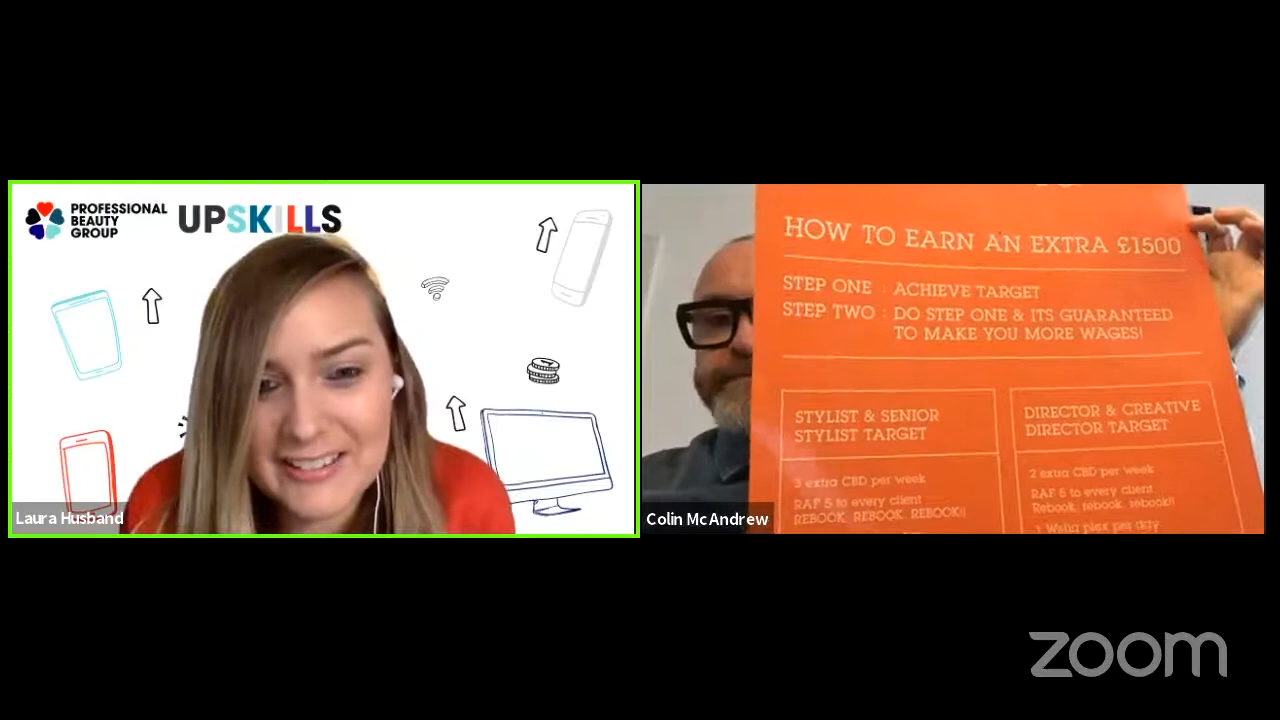 PROFESSIONAL
BEAUTY
GROUP
UPSKILLS
Laura Husband
HOW TO EARN AN EXTRA £1500
STEP ONE : ACHIEVE TARGET
STEP TWO : DO STEP ONE & ITS GUARANTEED
TO MAKE YOU MORE WAGES!
STYLIST & SENIOR
STYLIST TARGET
3 extra CBD per week
RAF 5 to every client
REBOOK, REBOOK, REBOOK!!
DIRECTOR & CREATIVE
DIRECTOR TARGET
2 extra CBD per week
RAF 5 to every client
Rebook, rebook, rebook!!
plex per day
Colin McAndrew
zoom